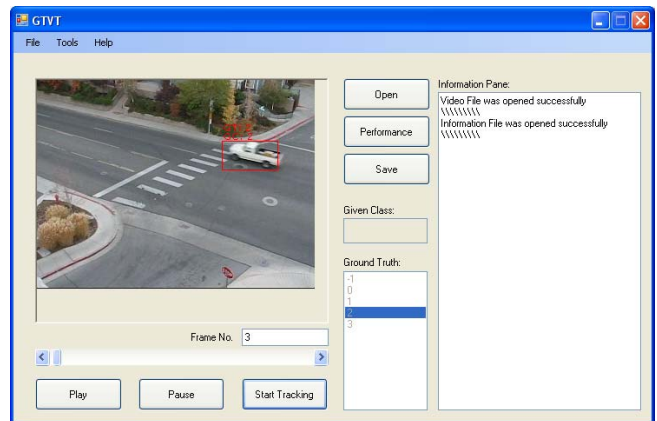 GTVT
File Tools Help
Open
Performance
Save
Given Class:
Ground Truth:
-1
0
1
2
3
Frame No. 3
Play Pause Start Tracking
Information Pane:
Video File was opened successfully
\\\\\\\\\
Information File was opened successfully
\\\\\\\\\